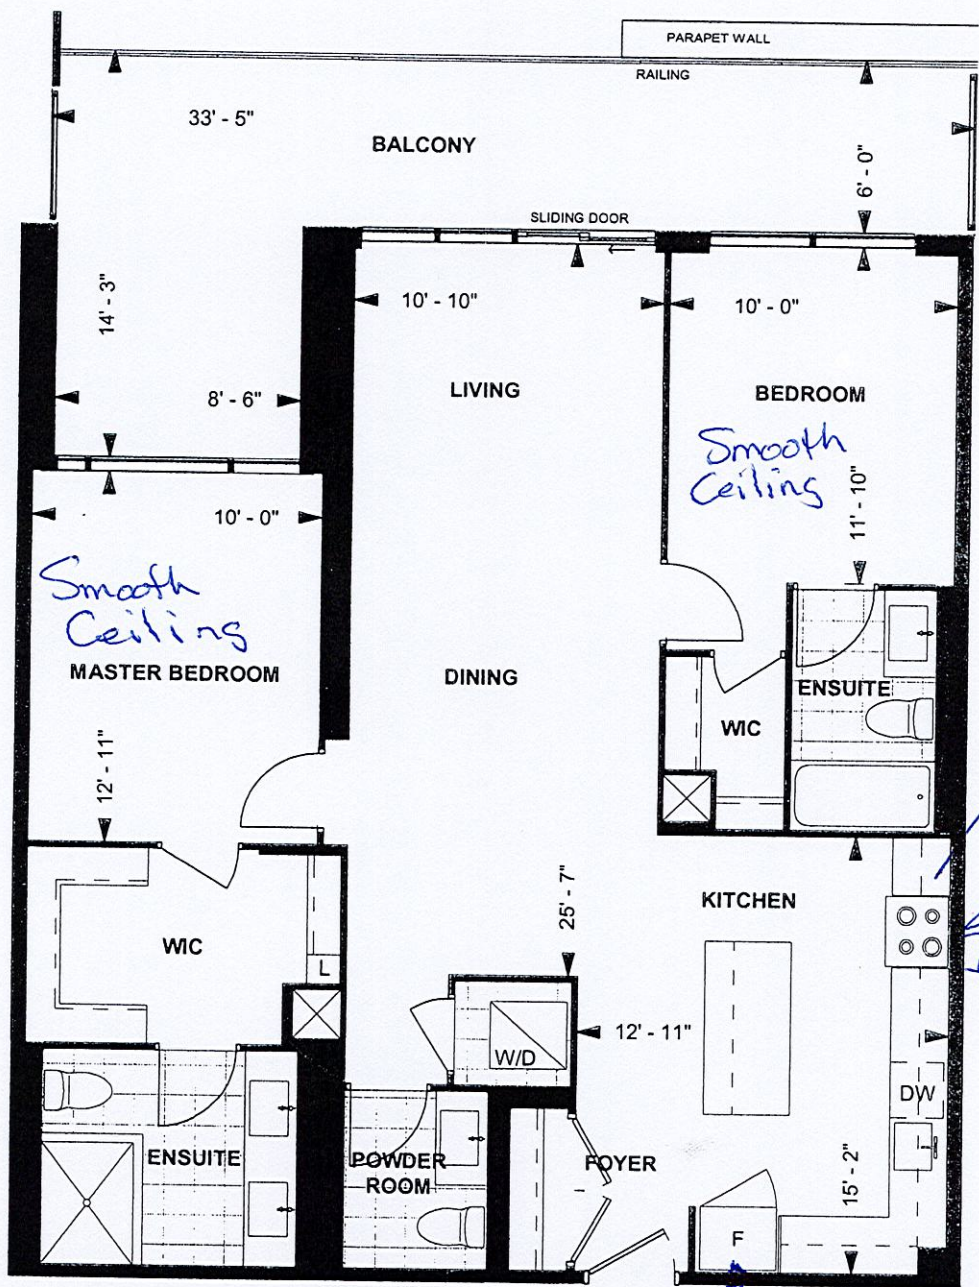 PARAPET WALL
RAILING
33' - 5"
BALCONY
6' - 0"
SLIDING DOOR
14' - 3"
10' - 10"
10' - 0"
8' - 6"
LIVING
BEDROOM
Smooth
Ceiling
11' - 10"
10' - 0"
Smooth
Ceiling
MASTER BEDROOM
DINING
ENSUITE
WIC
12' - 11"
25' - 7"
KITCHEN
WIC
L
12' - 11"
W/D
DW
ENSUITE
POWDER
ROOM
FOYER
15' - 2"
F